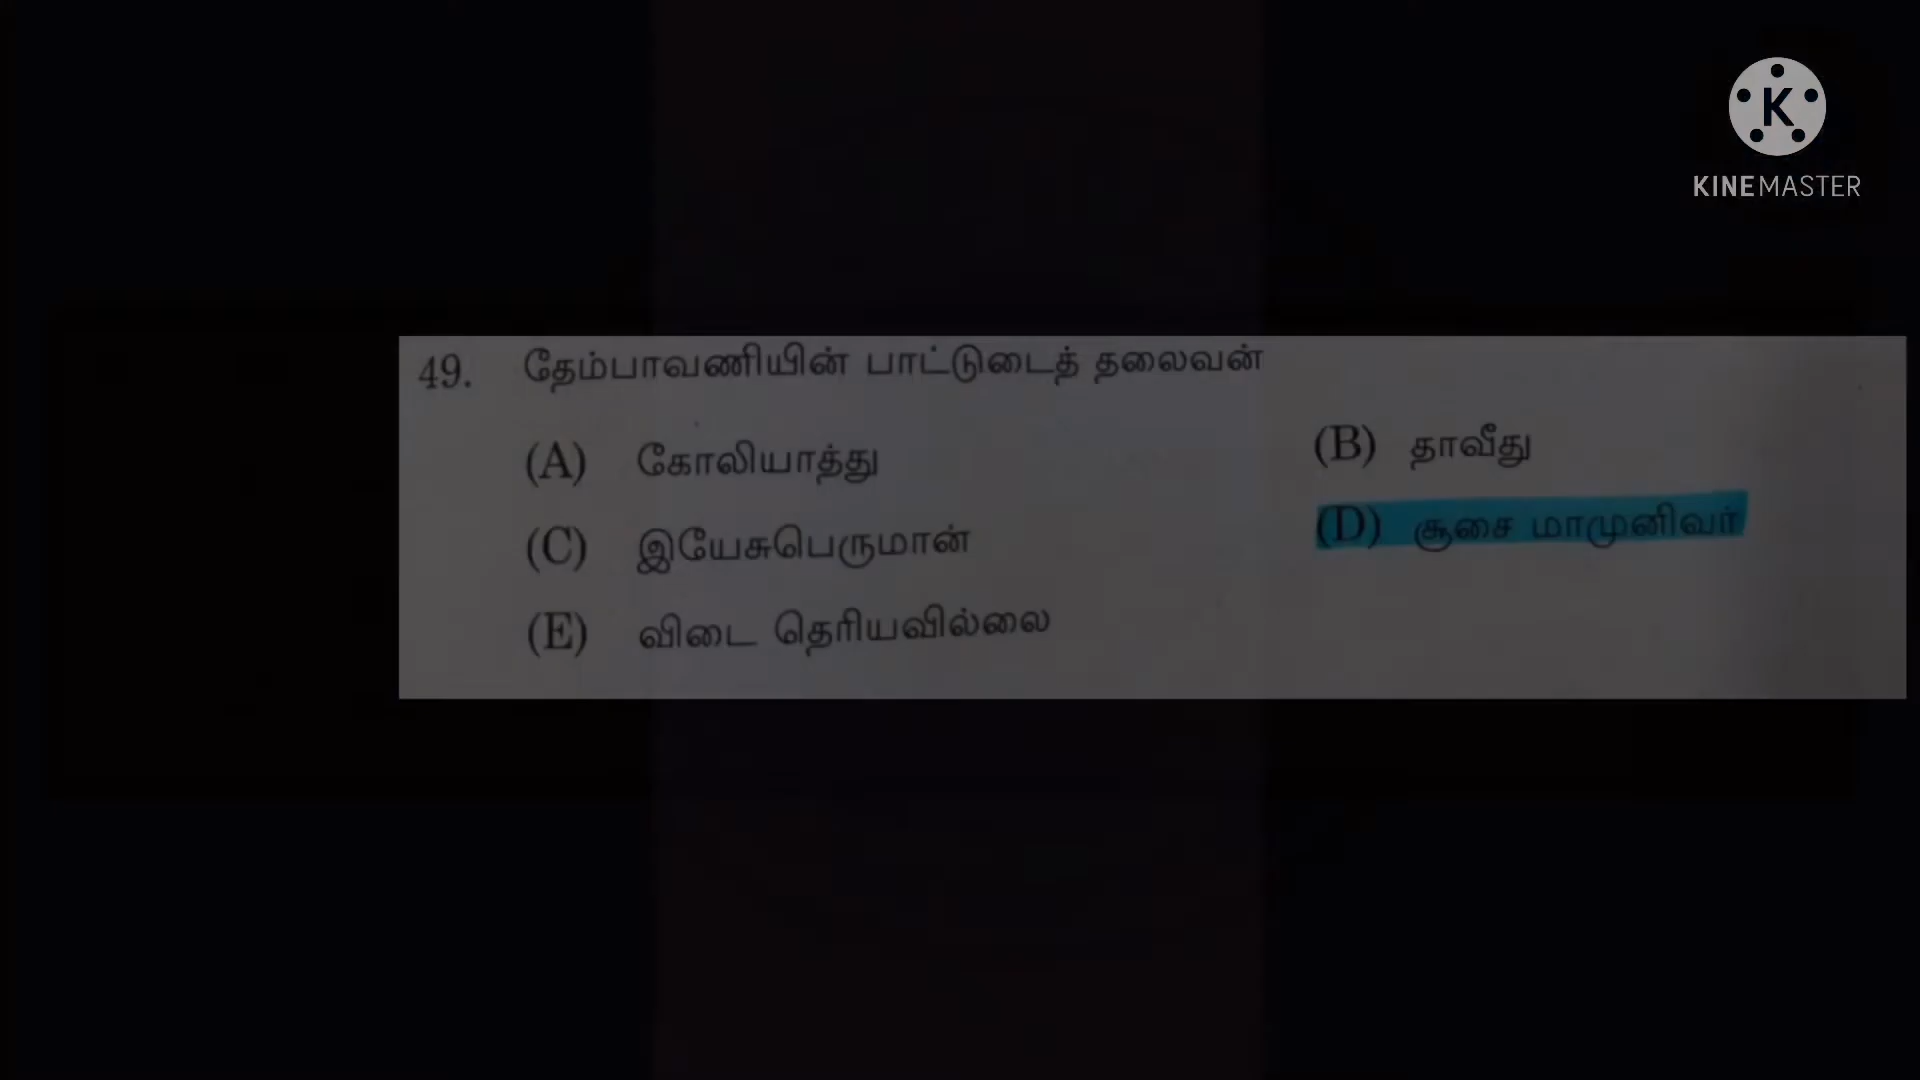 K
KINEMASTER
49. தேம்பாவணியின் பாட்டுடைத் தலைவன்
(A) கோலியாத்து (B) தாவீது
(C) இயேசுபெருமான் (D) சூசை மாமுனிவர்
(E) விடை தெரியவில்லை